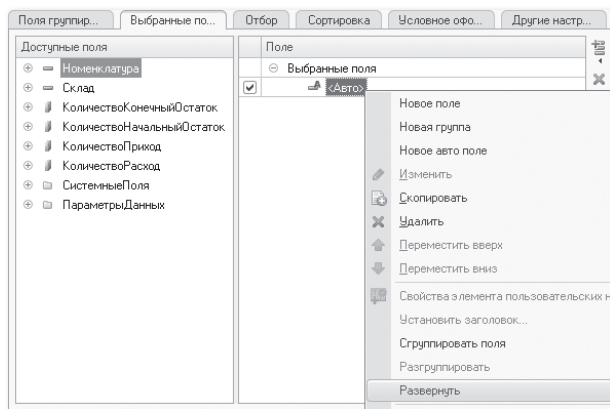 Поля группир...
Выбранные по...
Отбор
Сортировка
Условное офо...
Другие настр...
Доступные поля
Номенклатура
Склад
КоличествоКонечныйОстаток
КоличествоНачальныйОстаток
КоличествоПриход
КоличествоРасход
СистемныеПоля
ПараметрыДанных
Поле
Выбранные поля
<Авто>
Новое поле
Новая группа
Новое авто поле
Изменить
Скопировать
Удалить
Переместить вверх
Переместить вниз
Свойства элемента пользовательских н
Установить заголовок...
Сгруппировать поля
Разгруппировать
Развернуть